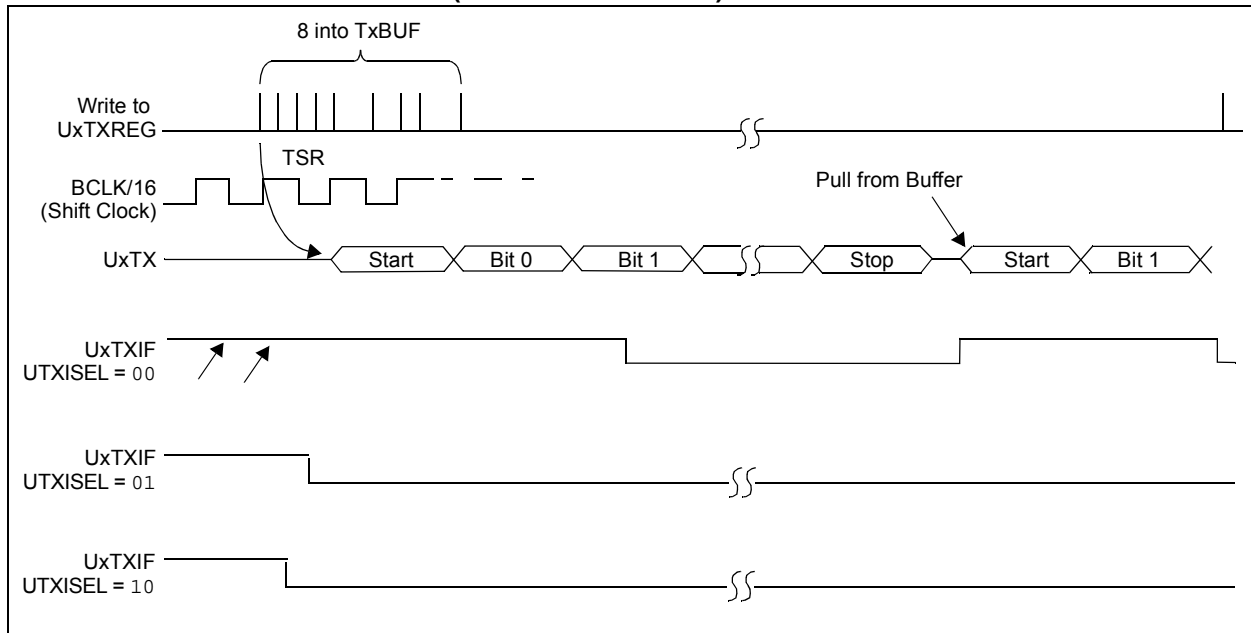 8 into TxBUF
Write to
UxTXREG
TSR
BCLK/16
(Shift Clock)
Pull from Buffer
UxTX
Start
Bit 0
Bit 1
Stop
Start
Bit 1
UxTXIF
UTXISEL = 00
UxTXIF
UTXISEL = 01
UxTXIF
UTXISEL = 10